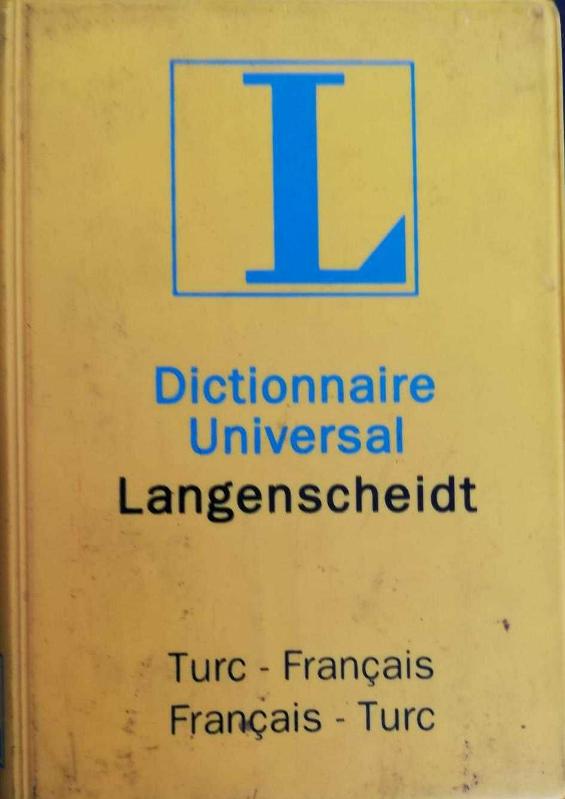 L
Dictionnaire
Universal
Langenscheidt
Turc - Français
Français - Turc